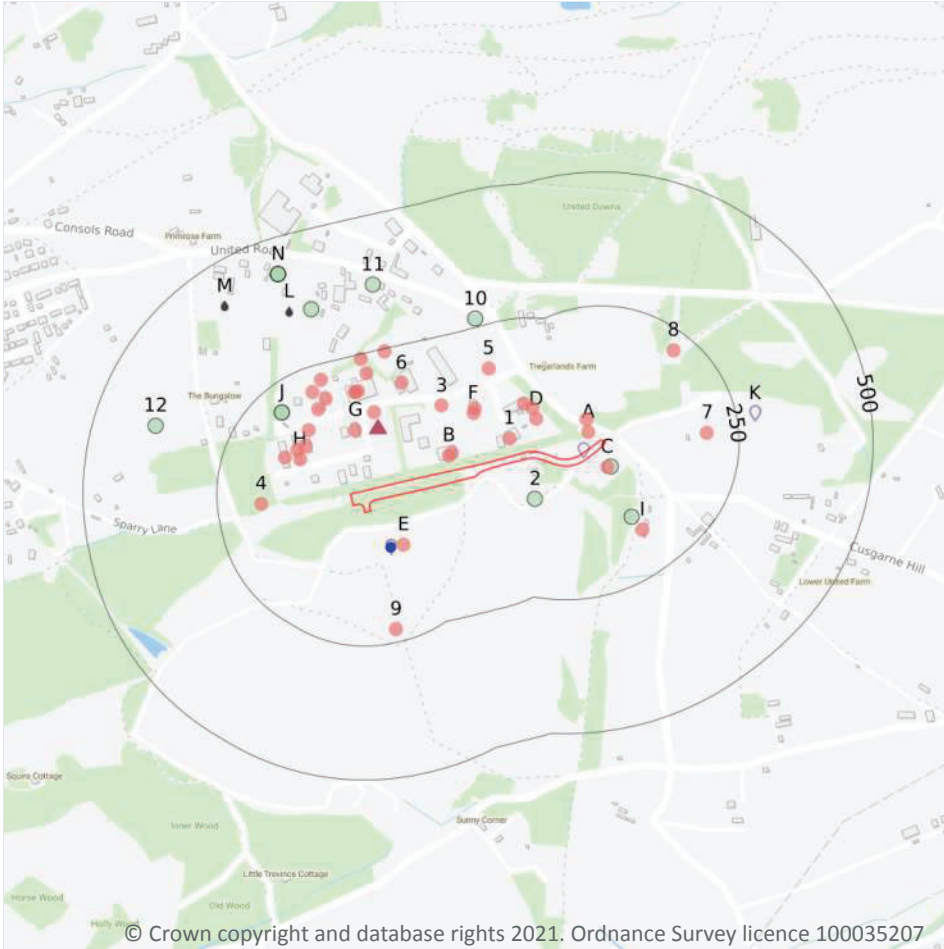 United Downs
Consols Road
Primrose Farm
United Ro
N
11
M
L
10
8
5
Trejjarlands Farm
6
The Bungalow
500
J
3
F
D
K
12
A
7
250
G
1
H
B
C
4
2
Sparry Lane
I
E
Cusgarne Hill
Lower United Farm
9
Squire Cottage
Sunny Corner
Inner Wood
Little Trevince Cottage
Horse Wood
Old Wood
Holly Wood
© Crown copyright and database rights 2021. Ordnance Survey licence 100035207